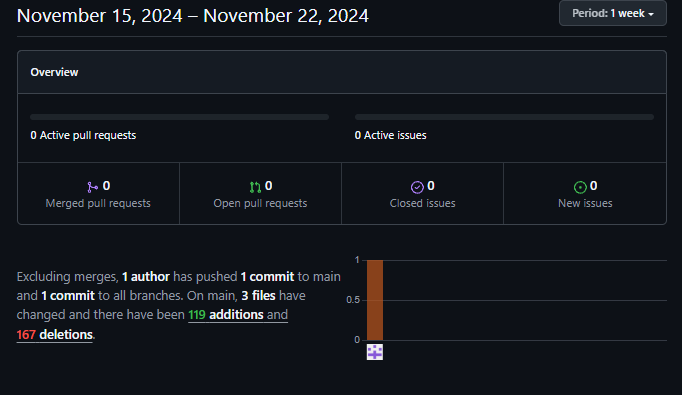 November 15, 2024 – November 22, 2024
Period: 1 week
Overview
0 Active pull requests
0 Active issues
0
Merged pull requests
0
Open pull requests
0
Closed issues
0
New issues
Excluding merges, 1 author has pushed 1 commit to main
and 1 commit to all branches. On main, 3 files have
changed and there have been 119 additions and
167 deletions.
1
0.5
0